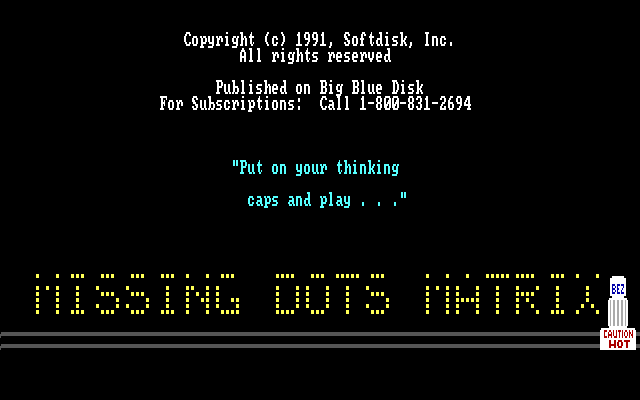 Copyright (c) 1991, Softdisk, Inc.
All rights reserved
Published on Big Blue Disk
For Subscriptions:  Call 1-800-831-2694
"Put on your thinking
caps and play . . ."
MISSING DOTS MATRIX
BEZ
CAUTION
HOT